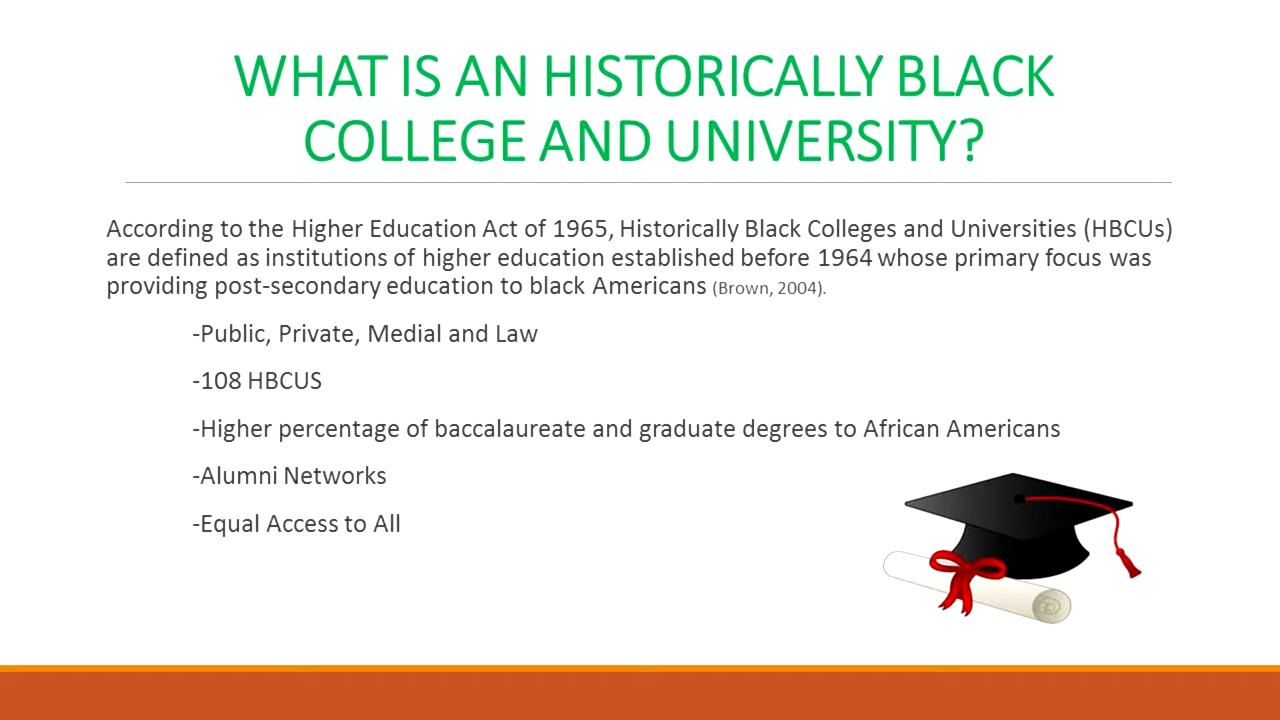 WHAT IS AN HISTORICALLY BLACK
COLLEGE AND UNIVERSITY?
According to the Higher Education Act of 1965, Historically Black Colleges and Universities (HBCUs)
are defined as institutions of higher education established before 1964 whose primary focus was
providing post-secondary education to black Americans (Brown, 2004).
-Public, Private, Medial and Law
-108 HBCUS
-Higher percentage of baccalaureate and graduate degrees to African Americans
-Alumni Networks
-Equal Access to All